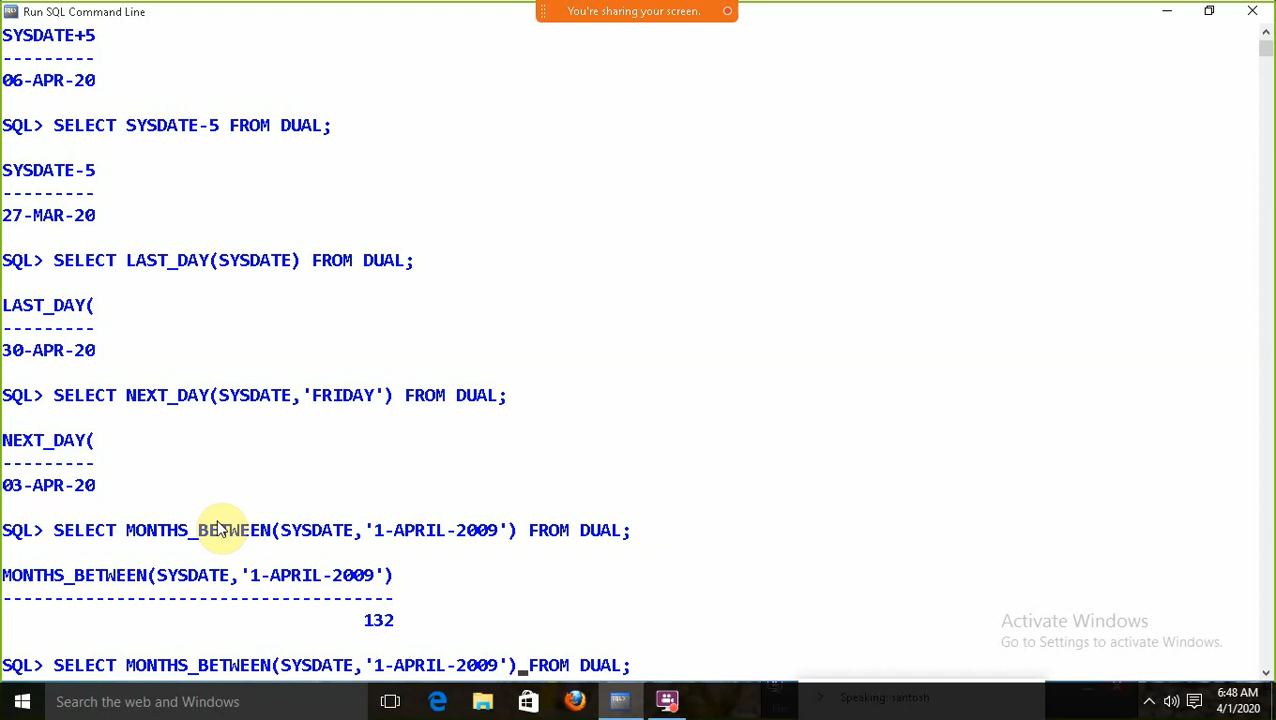 Run SQL Command Line
You're sharing your screen.
SYSDATE+5
---------
06-APR-20
SQL> SELECT SYSDATE-5 FROM DUAL;
SYSDATE-5
---------
27-MAR-20
SQL> SELECT LAST_DAY(SYSDATE) FROM DUAL;
LAST_DAY(
---------
30-APR-20
SQL> SELECT NEXT_DAY(SYSDATE,'FRIDAY') FROM DUAL;
NEXT_DAY(
---------
03-APR-20
SQL> SELECT MONTHS_BETWEEN(SYSDATE,'1-APRIL-2009') FROM DUAL;
MONTHS_BETWEEN(SYSDATE,'1-APRIL-2009')
--------------------------------------
132
SQL> SELECT MONTHS_BETWEEN(SYSDATE,'1-APRIL-2009')_FROM DUAL;
Activate Windows
Go to Settings to activate Windows.
Search the web and Windows
Speaking: santosh
6:48 AM
4/1/2020